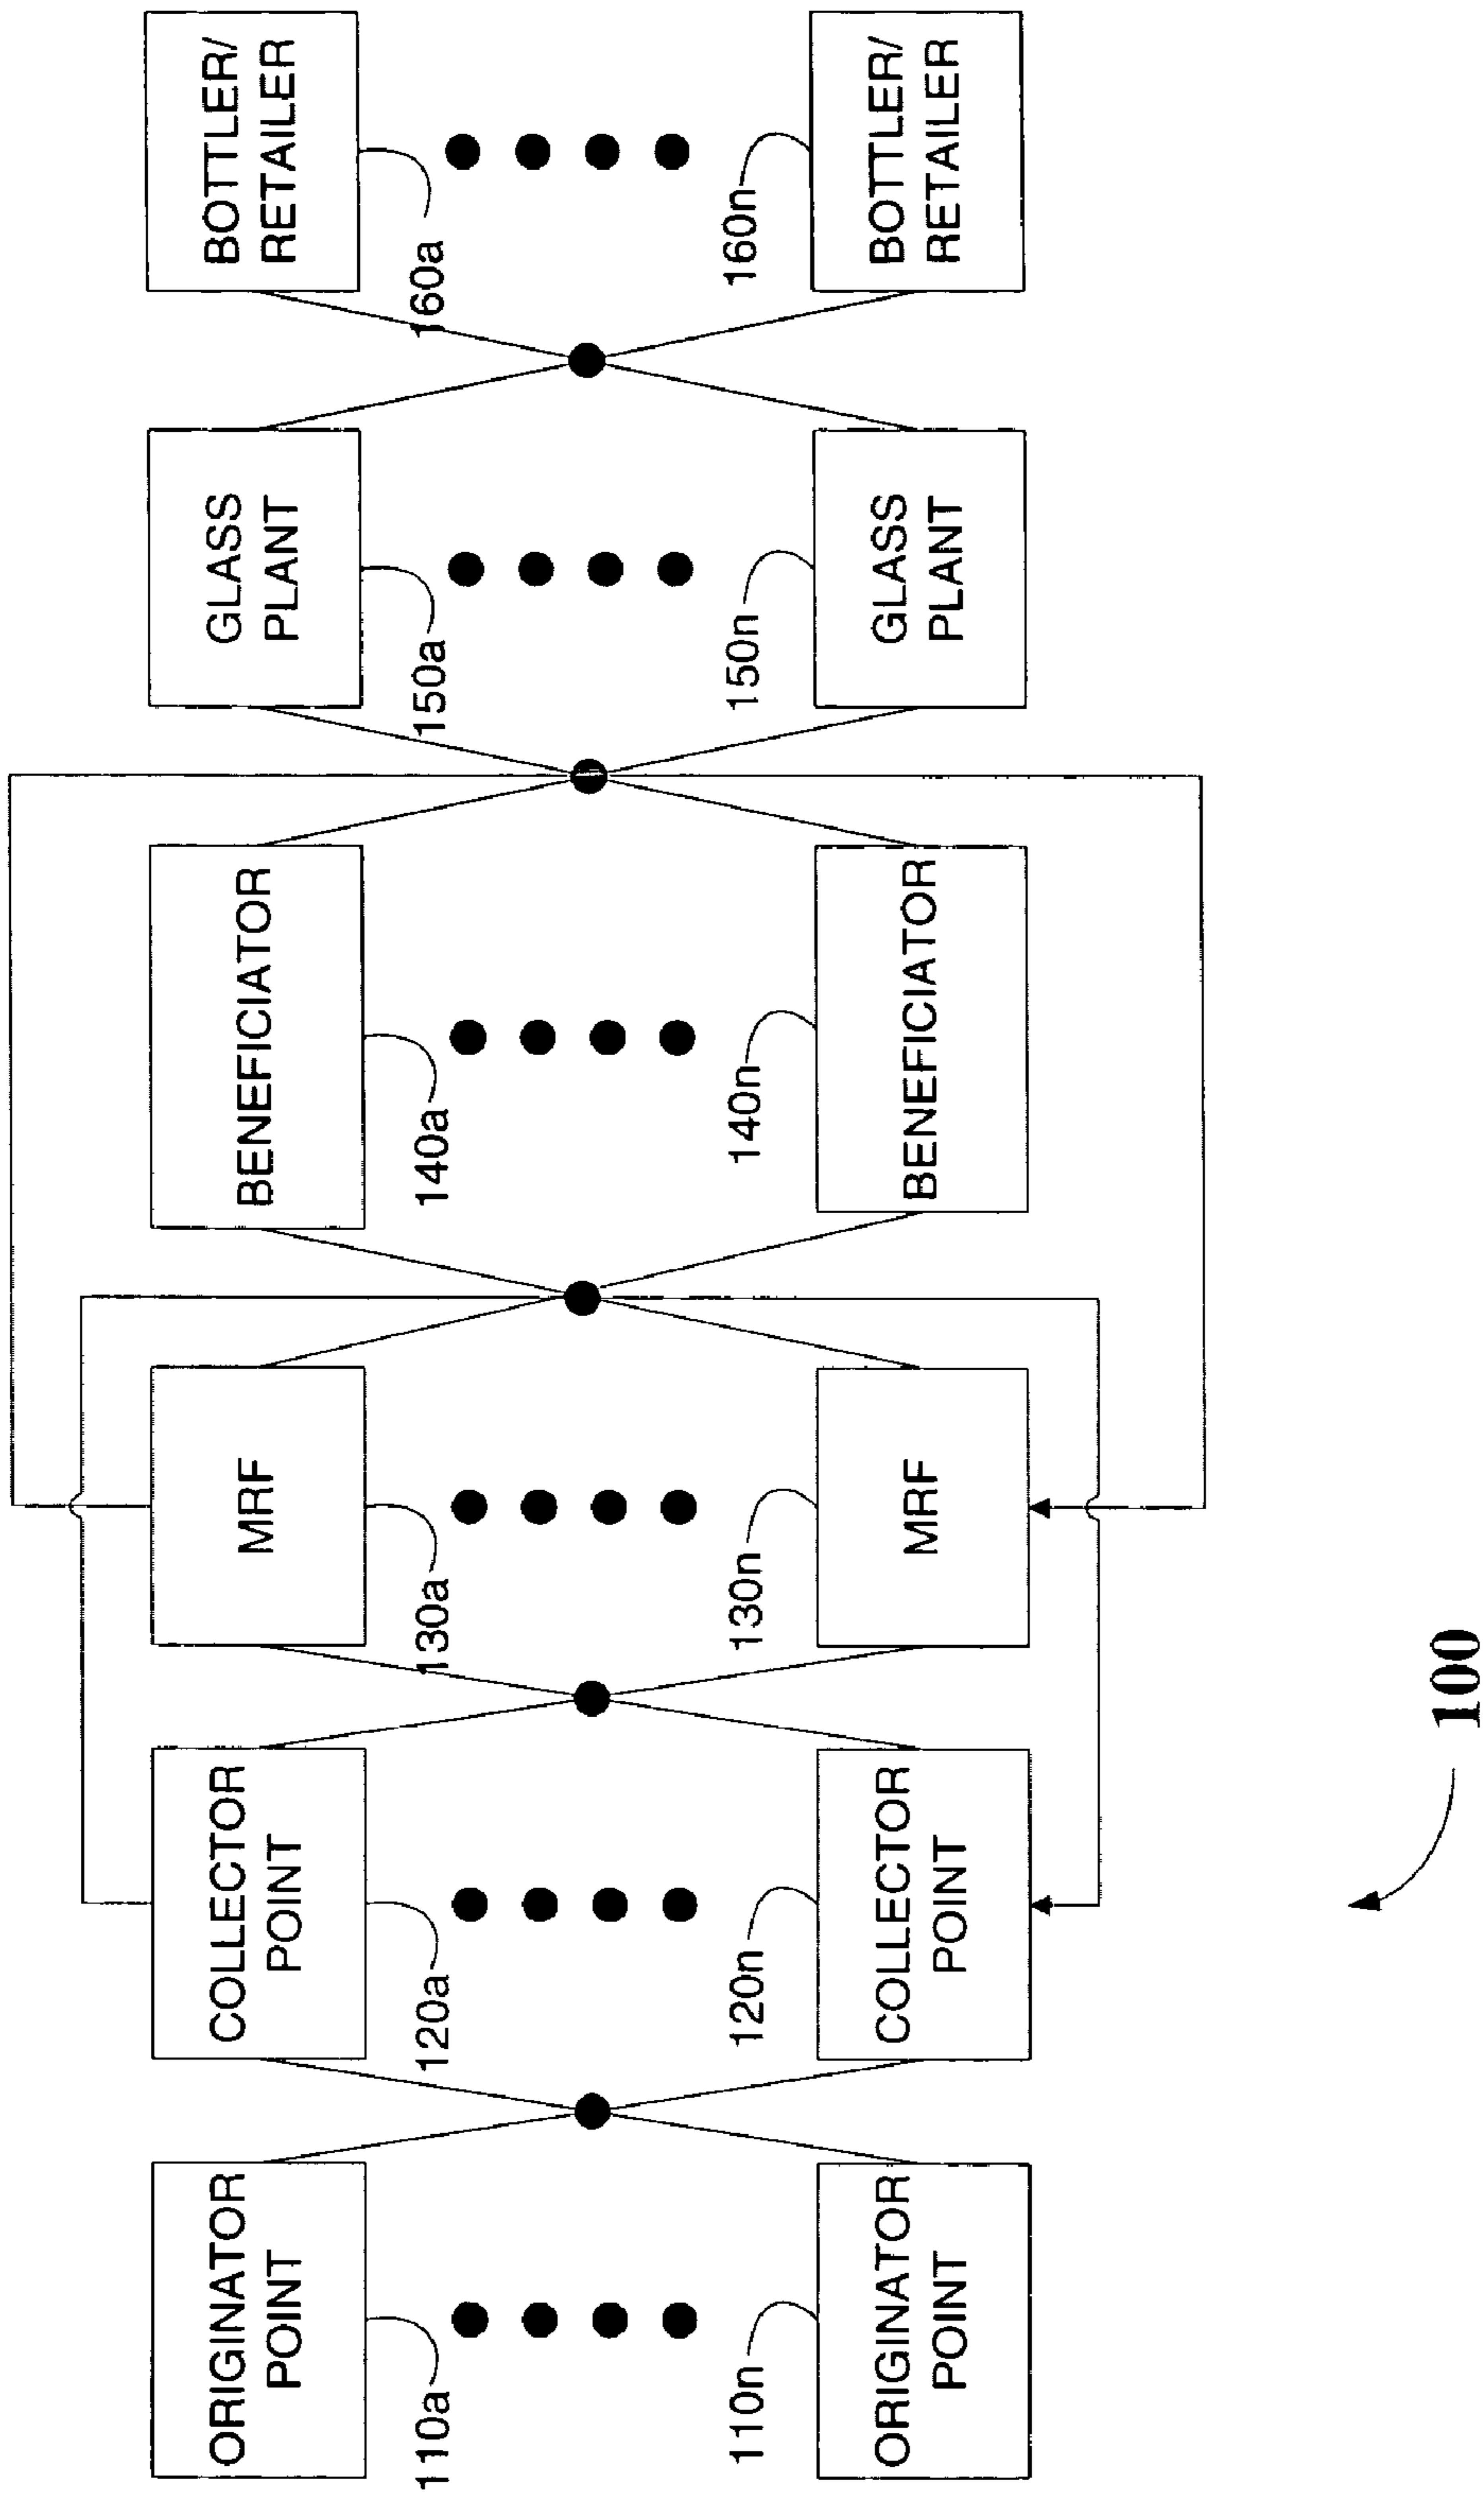 ORIGINATOR
POINT
COLLECTOR
POINT
MRF
BENEFICIATOR
GLASS
PLANT
BOTTLER/
RETAILER
110a
120a
130a
140a
150a
160a
110n
120n
130n
140n
150n
160n
ORIGINATOR
POINT
COLLECTOR
POINT
MRF
BENEFICIATOR
GLASS
PLANT
BOTTLER/
RETAILER
100